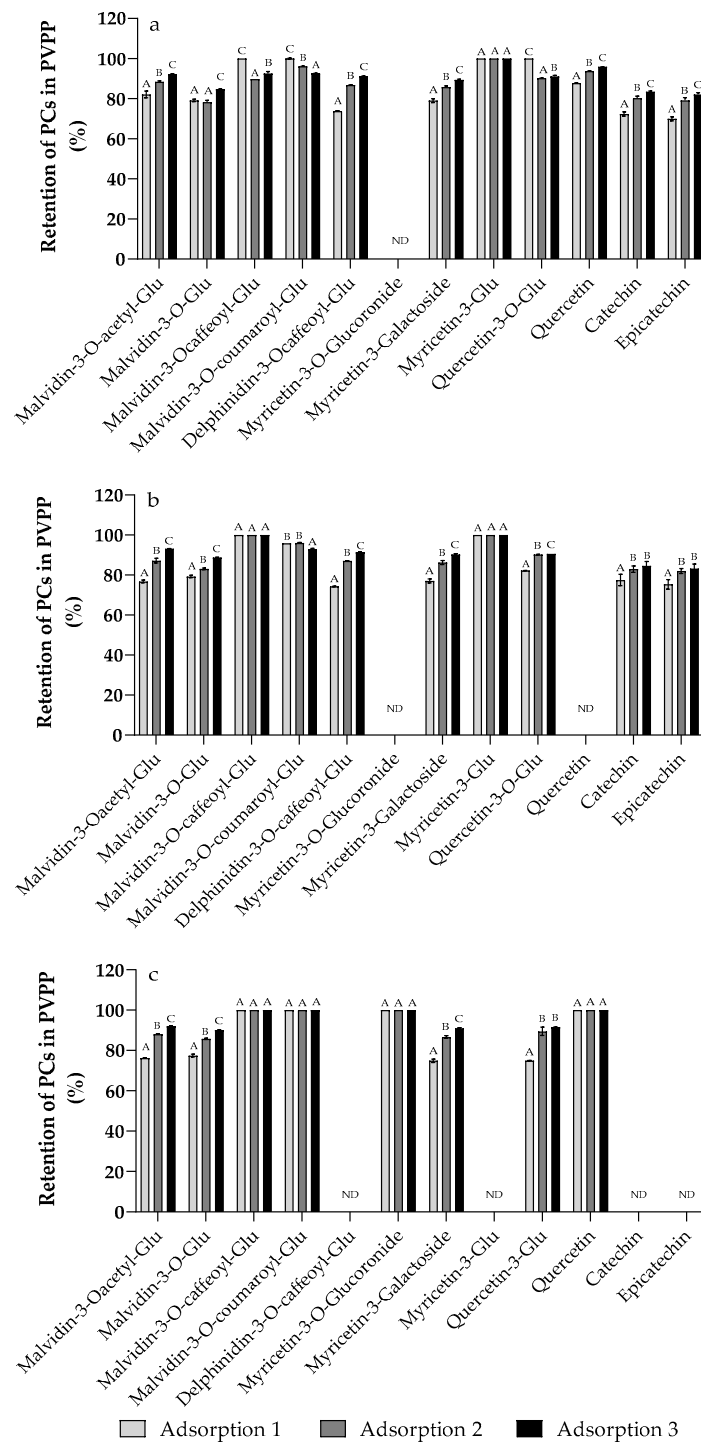 a
Retention of PCs in PVPP
(%)
120
100
80
60
40
20
0
A B C
A A C
C A B
C B A
A B C
ND
A B C
A A A
C A B
A B C
A B C
A B C
Malvidin-3-O-acetyl-Glu
Malvidin-3-O-Glu
Malvidin-3-Ocaffeoyl-Glu
Malvidin-3-O-coumaroyl-Glu
Delphinidin-3-Ocaffeoyl-Glu
Myricetin-3-O-Glucoronide
Myricetin-3-Galactoside
Myricetin-3-Glu
Quercetin-3-O-Glu
Quercetin
Catechin
Epicatechin
b
Retention of PCs in PVPP
(%)
120
100
80
60
40
20
0
A B C
A B C
A A A
B B A
A B C
ND
A B C
A A A
A B C
ND
A B B
A B B
Malvidin-3-Oacetyl-Glu
Malvidin-3-O-Glu
Malvidin-3-O-caffeoyl-Glu
Malvidin-3-O-coumaroyl-Glu
Delphinidin-3-O-caffeoyl-Glu
Myricetin-3-O-Glucoronide
Myricetin-3-Galactoside
Myricetin-3-Glu
Quercetin-3-O-Glu
Quercetin
Catechin
Epicatechin
c
Retention of PCs in PVPP
(%)
120
100
80
60
40
20
0
A B C
A B C
A A A
A A A
ND
A A A
A B C
ND
A B B
A A A
ND
ND
Malvidin-3-Oacetyl-Glu
Malvidin-3-O-Glu
Malvidin-3-O-caffeoyl-Glu
Malvidin-3-O-coumaroyl-Glu
Delphinidin-3-O-caffeoyl-Glu
Myricetin-3-O-Glucoronide
Myricetin-3-Galactoside
Myricetin-3-Glu
Quercetin-3-Glu
Quercetin
Catechin
Epicatechin
Adsorption 1 Adsorption 2 Adsorption 3